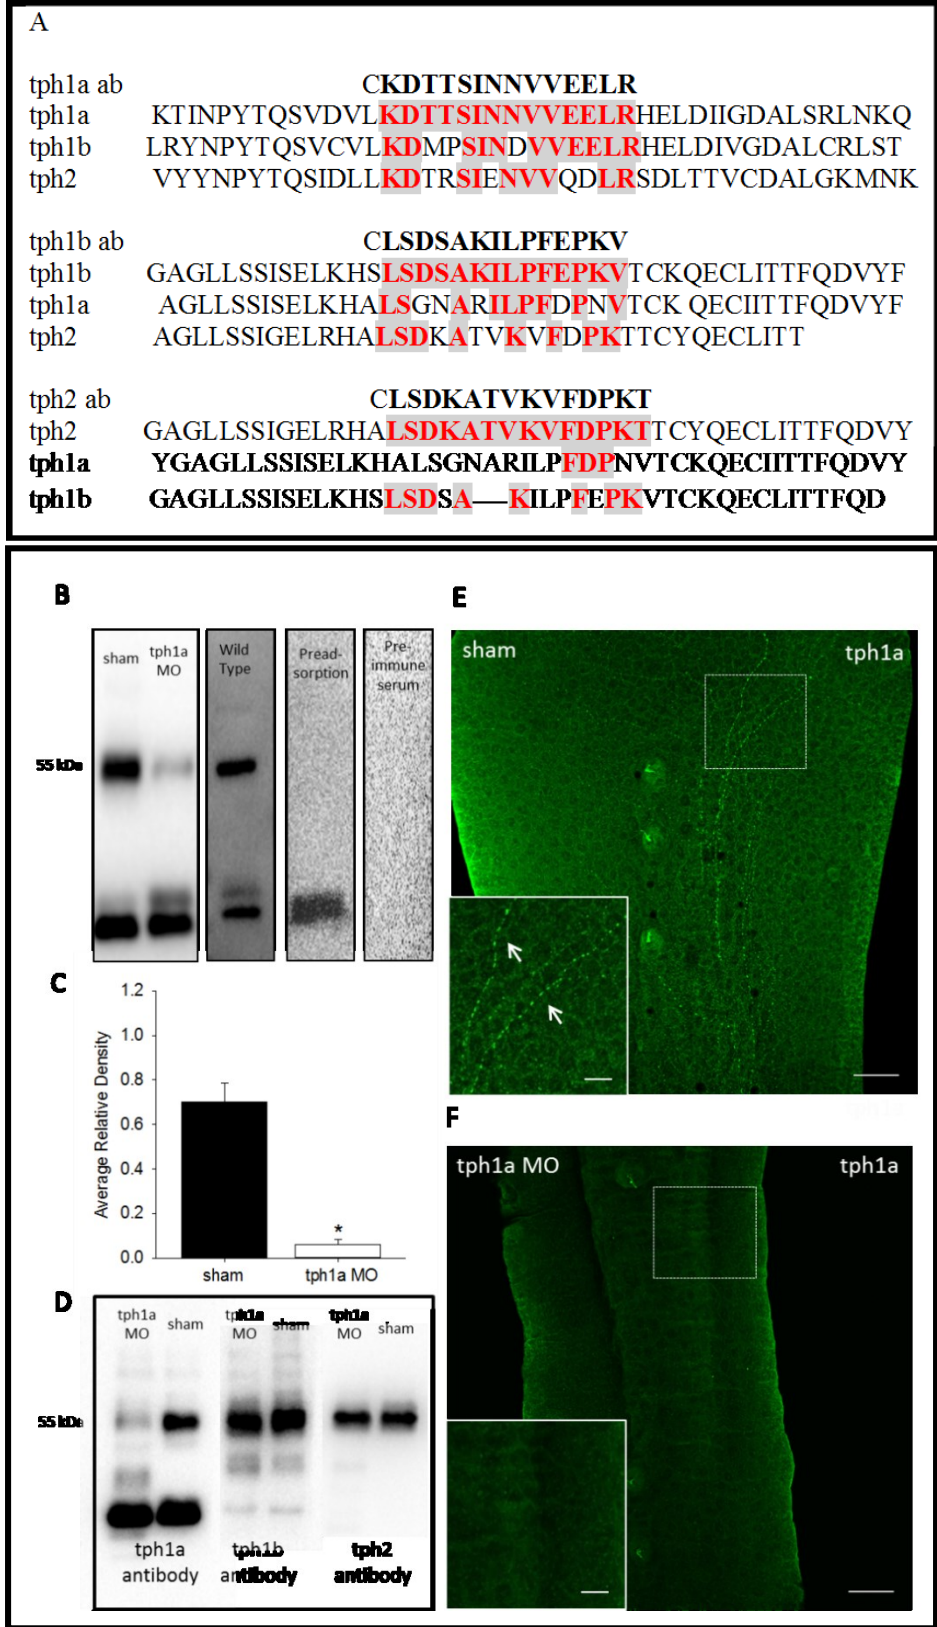 A
tph1a ab CKDTTSINNVVEELR
tph1a KTINPYTQSVDVLKDTTSINNVVEELRHELDIIGDALSRLNKQ
tph1b LRYNPYTQSVCVLKDMPSINDVVEELRHELDIVGDALCRLST
tph2 VYYNPYTQSIDLLKDTRSIENVVQDLRSDLTTVCDALGKMNK
tph1b ab CLSDSAKILPFEPKV
tph1b GAGLLSSISELKHSLSDSAKILPFEPKVTCKQECLITTFQDVYF
tph1a AGLLSSISELKHALSGNARILPFDPNVTCK QECIITTFQDVYF
tph2 AGLLSSIGELRHALSDKATVKVFDPKTTCYQECLITT
tph2 ab CLSDKATVKVFDPKT
tph2 GAGLLSSIGELRHALSDKATVKVFDPKTTCYQECLITTFQDVY
tph1a YGAGLLSSISELKHALSGNARILPFDPNVTCKQECIITTFQDVY
tph1b GAGLLSSISELKHSLSDSA—KILPFEPKVTCKQECLITTFQD
B
sham
tph1a
MO
Wild
Type
Pread-
sorption
Pre-
immune
serum
55 kDa
C
1.2
1.0
0.8
0.6
0.4
0.2
0.0
Average Relative Density
*
sham tph1a MO
D
tph1a
MO
sham
tph1a
MO
sham
tph1a
MO
sham
55 kDa
tph1a
antibody
tph1b
antibody
tph2
antibody
E
sham tph1a
F
tph1a MO tph1a